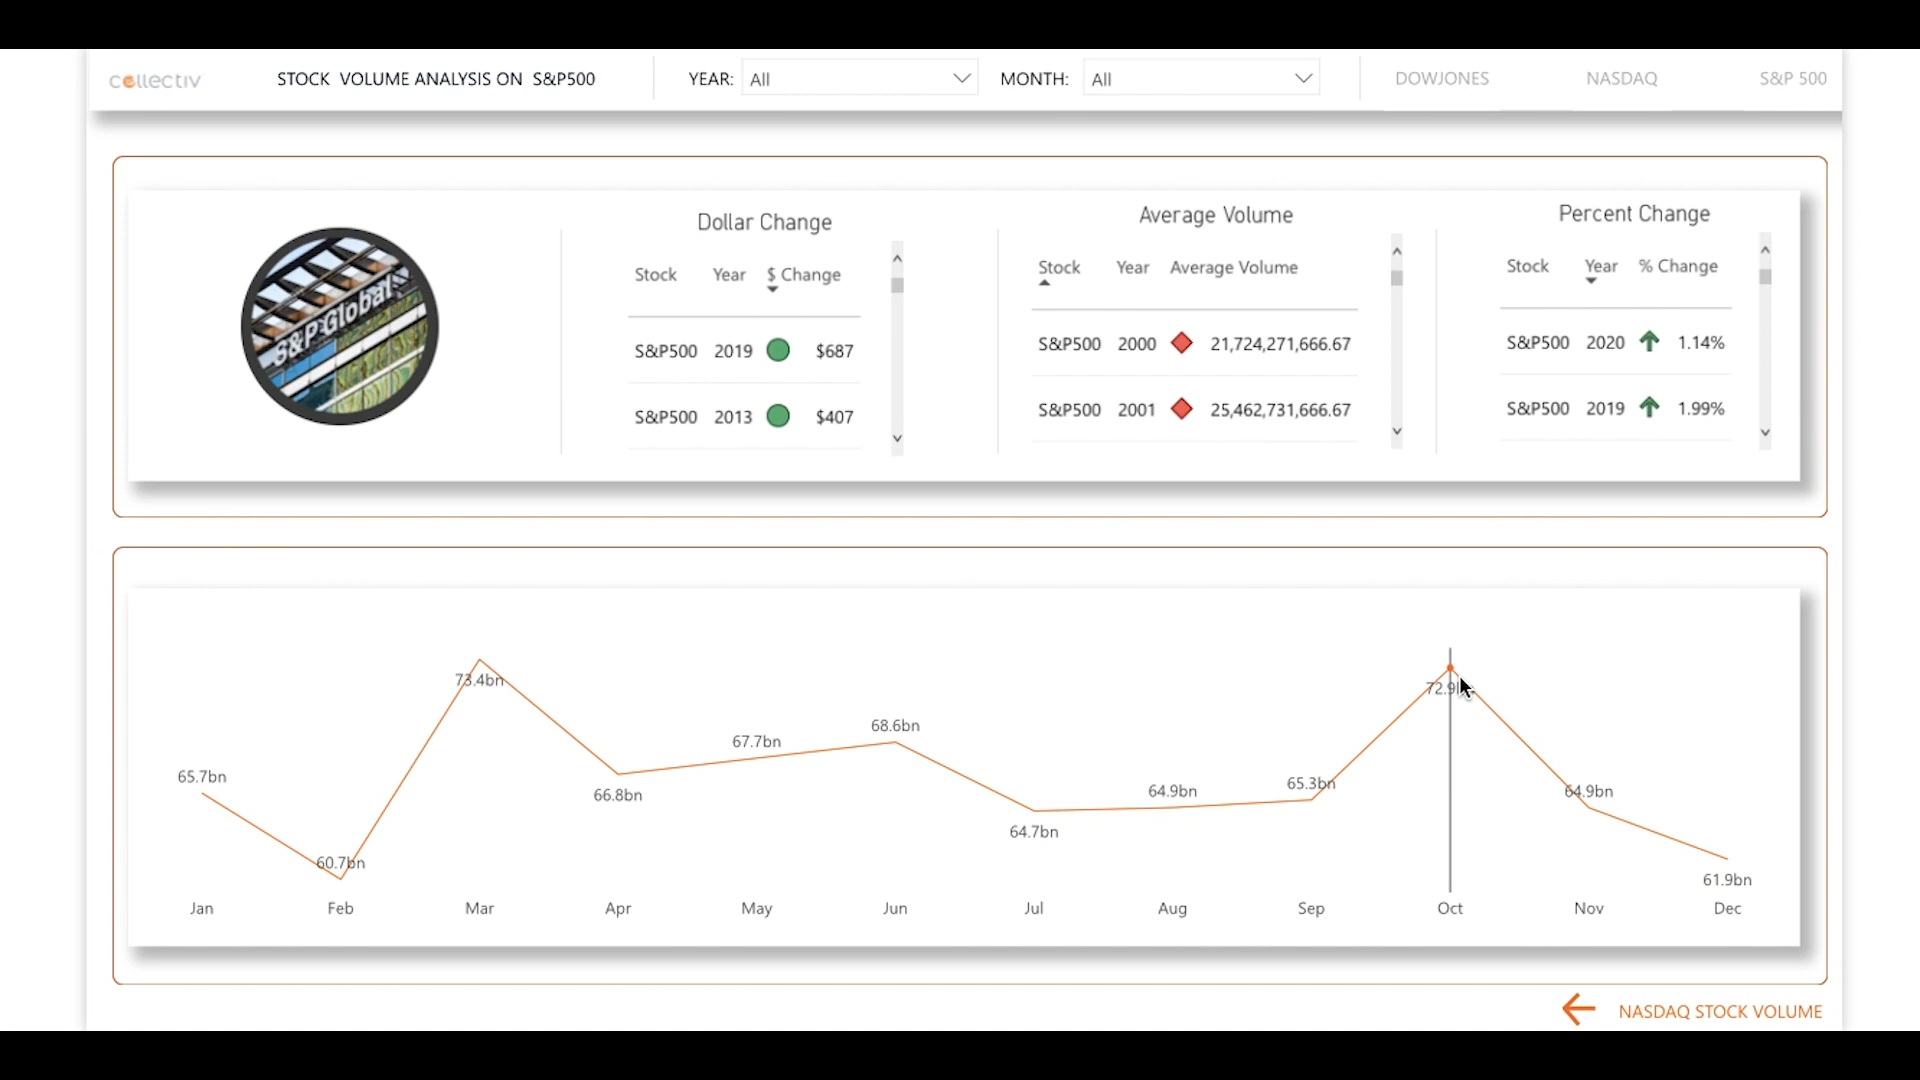 collectiv
STOCK VOLUME ANALYSIS ON S&P500
YEAR: All
MONTH: All
DOWJONES
NASDAQ
S&P 500
S&P Global
Dollar Change
Stock Year $ Change
S&P500 2019 $687
S&P500 2013 $407
Average Volume
Stock Year Average Volume
S&P500 2000 21,724,271,666.67
S&P500 2001 25,462,731,666.67
Percent Change
Stock Year % Change
S&P500 2020 1.14%
S&P500 2019 1.99%
65.7bn
60.7bn
73.4bn
66.8bn
67.7bn
68.6bn
64.7bn
64.9bn
65.3bn
72.9
64.9bn
61.9bn
Jan Feb Mar Apr May Jun Jul Aug Sep Oct Nov Dec
NASDAQ STOCK VOLUME